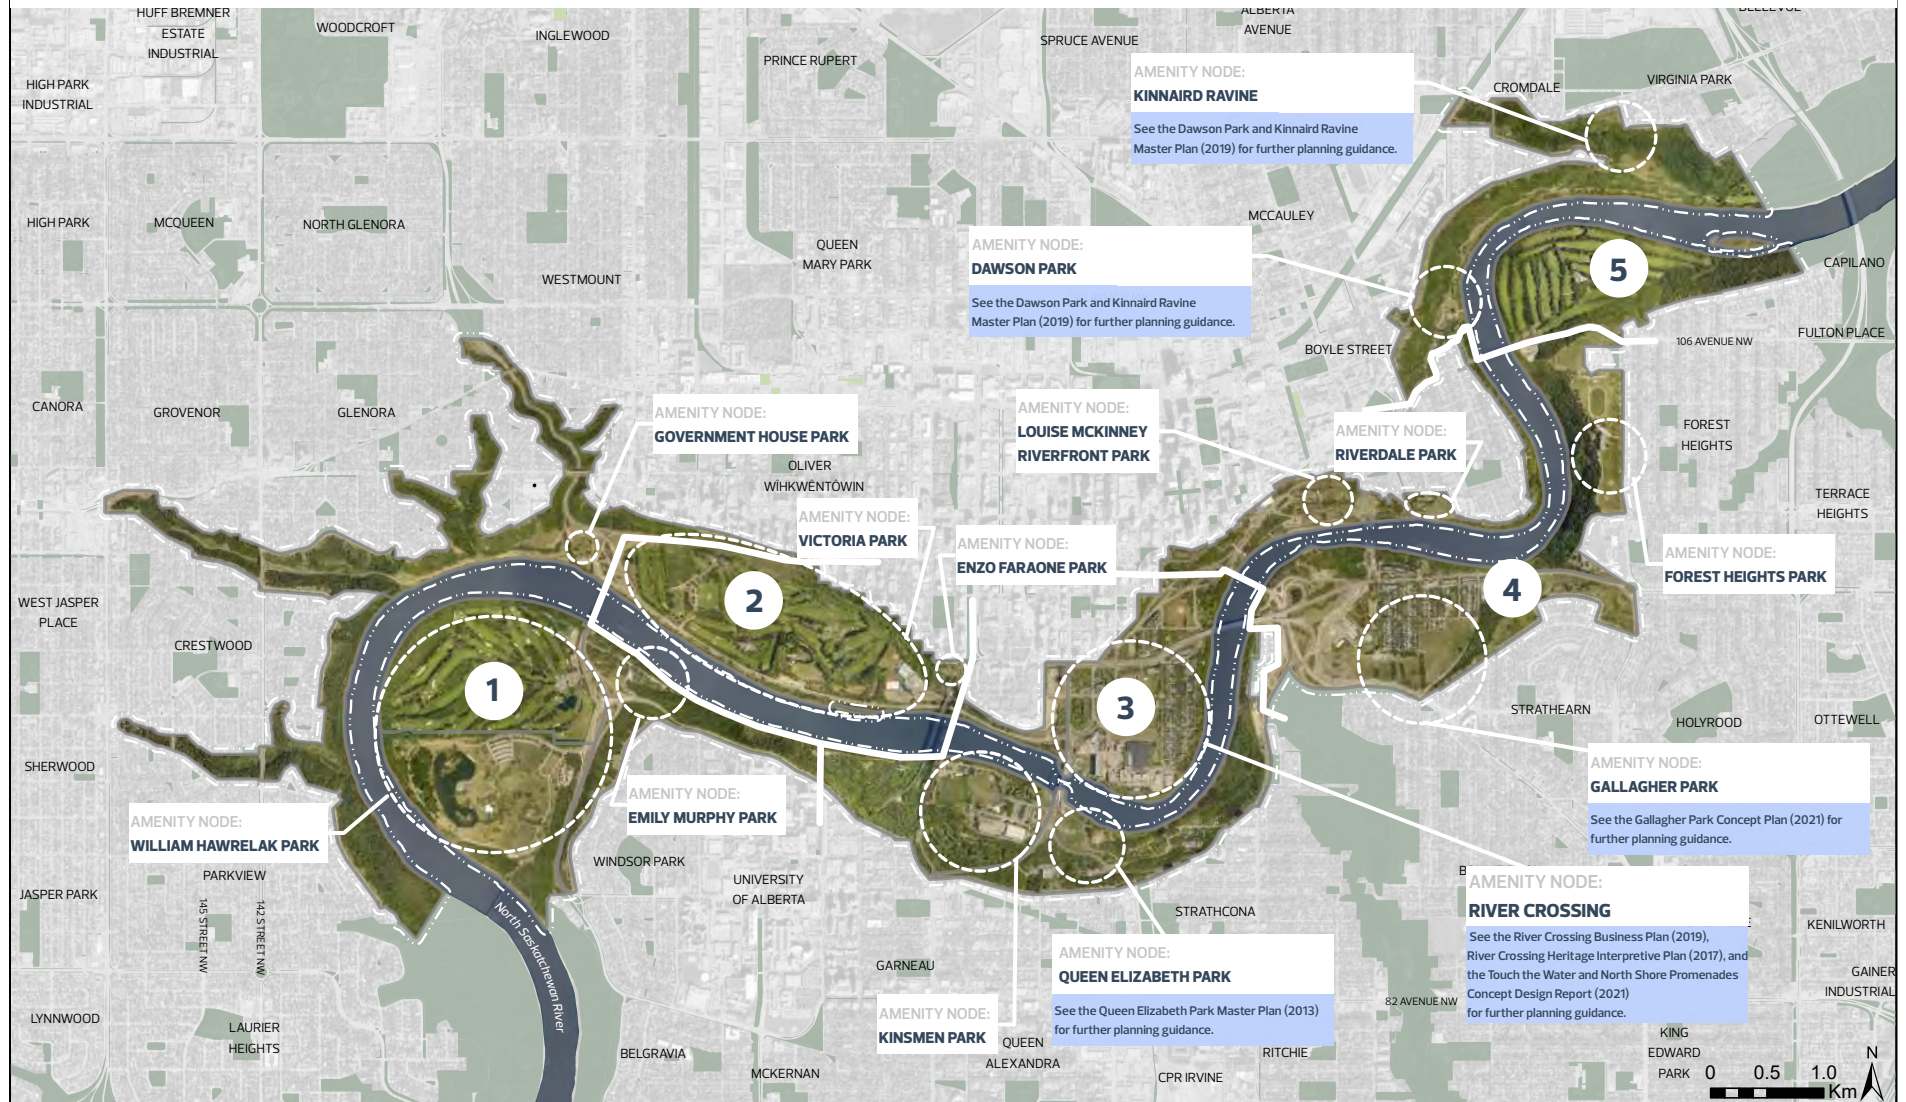 HUFF BREMNER
ESTATE
INDUSTRIAL
WOODCROFT
INGLEWOOD
PRINCE RUPERT
SPRUCE AVENUE
ALBERTA
AVENUE
BELLEVUE
HIGH PARK
INDUSTRIAL
AMENITY NODE:
KINNAIRD RAVINE
See the Dawson Park and Kinnaird Ravine
Master Plan (2019) for further planning guidance.
CROMDALE
VIRGINIA PARK
HIGH PARK
MCQUEEN
NORTH GLENORA
WESTMOUNT
QUEEN
MARY PARK
MCCAULEY
AMENITY NODE:
DAWSON PARK
See the Dawson Park and Kinnaird Ravine
Master Plan (2019) for further planning guidance.
5
CAPILANO
FULTON PLACE
106 AVENUE NW
BOYLE STREET
CANORA
GROVENOR
GLENORA
AMENITY NODE:
GOVERNMENT HOUSE PARK
AMENITY NODE:
LOUISE MCKINNEY
RIVERFRONT PARK
AMENITY NODE:
RIVERDALE PARK
FOREST
HEIGHTS
OLIVER
WÎHKWÊNTÔWIN
TERRACE
HEIGHTS
AMENITY NODE:
VICTORIA PARK
AMENITY NODE:
ENZO FARAONE PARK
AMENITY NODE:
FOREST HEIGHTS PARK
WEST JASPER
PLACE
CRESTWOOD
2
4
1
3
STRATHEARN
HOLYROOD
OTTEWELL
SHERWOOD
AMENITY NODE:
WILLIAM HAWRELAK PARK
AMENITY NODE:
EMILY MURPHY PARK
AMENITY NODE:
GALLAGHER PARK
See the Gallagher Park Concept Plan (2021) for
further planning guidance.
PARKVIEW
WINDSOR PARK
JASPER PARK
145 STREET NW
142 STREET NW
North Saskatchewan River
UNIVERSITY
OF ALBERTA
STRATHCONA
B
AMENITY NODE:
RIVER CROSSING
See the River Crossing Business Plan (2019),
River Crossing Heritage Interpretive Plan (2017), and
the Touch the Water and North Shore Promenades
Concept Design Report (2021)
for further planning guidance.
E
KENILWORTH
GARNEAU
AMENITY NODE:
QUEEN ELIZABETH PARK
See the Queen Elizabeth Park Master Plan (2013)
for further planning guidance.
82 AVENUE NW
GAINER
INDUSTRIAL
LYNNWOOD
LAURIER
HEIGHTS
AMENITY NODE:
KINSMEN PARK
QUEEN
ALEXANDRA
BELGRAVIA
MCKERNAN
CPR IRVINE
RITCHIE
KING
EDWARD
PARK
0 0.5 1.0
Km
N